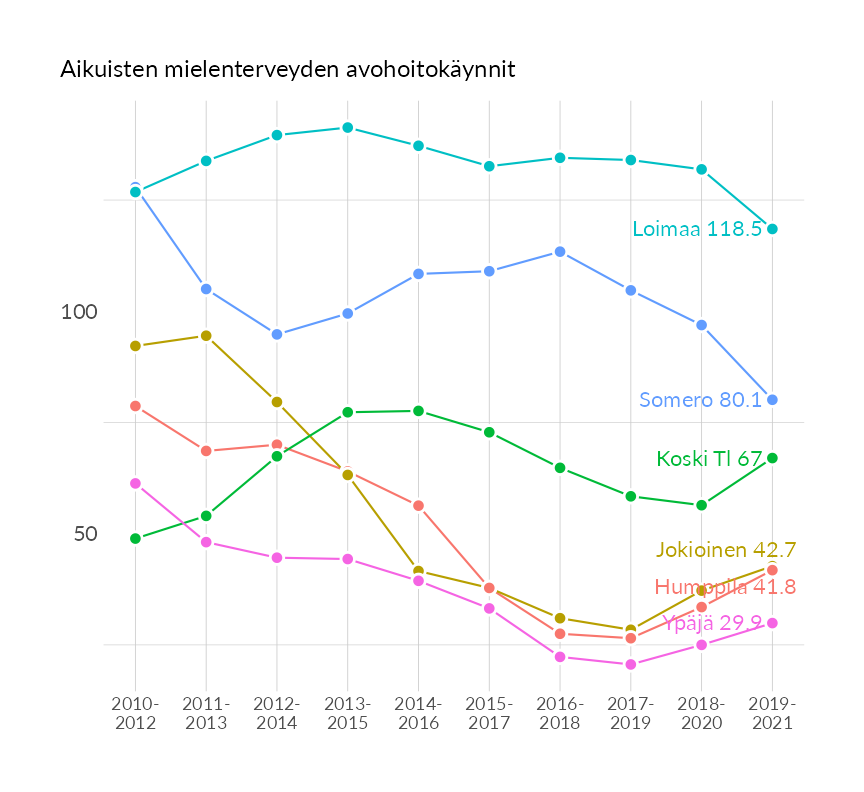 Aikuisten mielenterveyden avohoitokäynnit
Loimaa 118.5
100
Somero 80.1
Koski Tl 67
50
Jokioinen 42.7
Humppila 41.8
Ypäjä 29.9
2010- 2011- 2012- 2013- 2014- 2015- 2016- 2017- 2018- 2019-
2012 2013 2014 2015 2016 2017 2018 2019 2020 2021